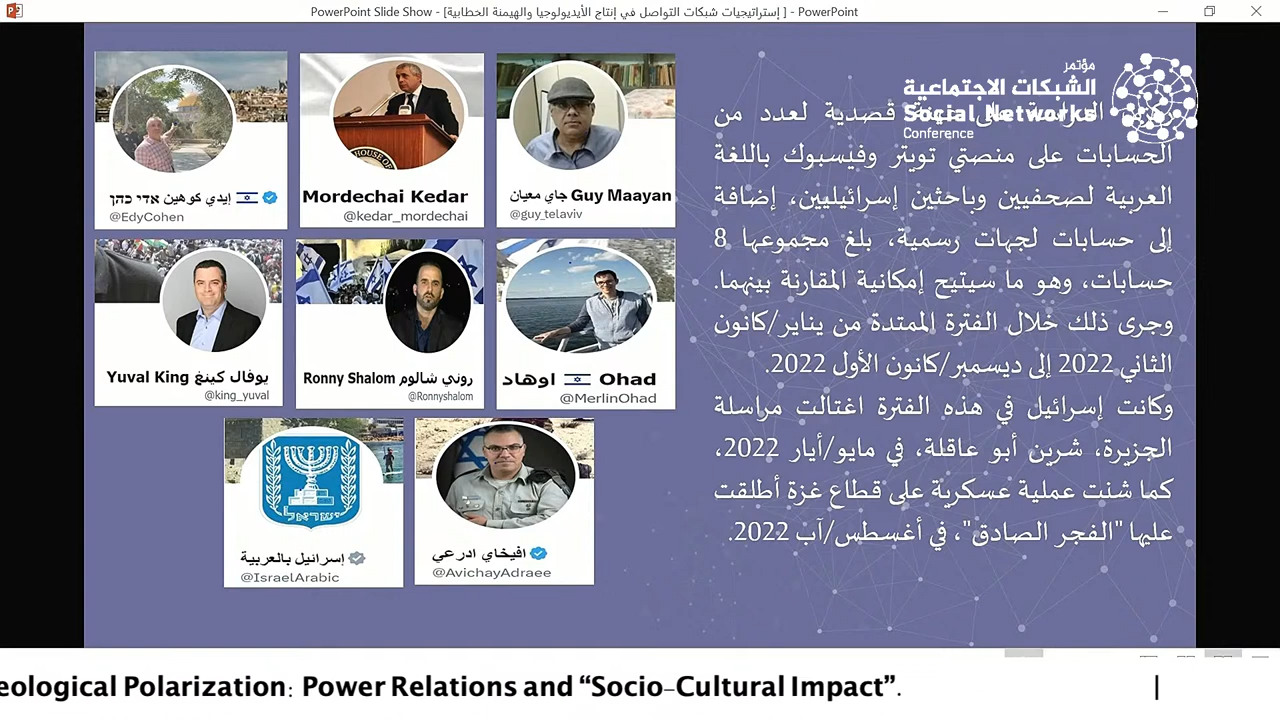 PowerPoint Slide Show - [إستراتيجيات شبكات التواصل في إنتاج الأيديولوجيا والهيمنة الخطابية ] - PowerPoint
مؤتمر
الشبكات الاجتماعية
Social Networks
Conference
إيدي كوهين אדי כהן
@EdyCohen
Mordechai Kedar
@kedar_mordechai
جاي معيان Guy Maayan
@guy_telaviv
Yuval King يوفال كينغ
@king_yuval
Ronny Shalom روني شالوم
@Ronnyshalom
اوهاد Ohad
@MerlinOhad
ישראל
إسرائيل بالعربية
@IsraelArabic
افيخاي ادرعي
@AvichayAdraee
قصدية لعدد من
الحسابات على منصتي تويتر وفيسبوك باللغة
العربية لصحفيين وباحثين إسرائيليين، إضافة
إلى حسابات لجهات رسمية، بلغ مجموعها 8
حسابات، وهو ما سيتيح إمكانية المقارنة بينهما.
وجرى ذلك خلال الفترة الممتدة من يناير/كانون
الثاني 2022 إلى ديسمبر/كانون الأول 2022.
وكانت إسرائيل في هذه الفترة اغتالت مراسلة
الجزيرة، شرين أبو عاقلة، في مايو/أيار 2022،
كما شنت عملية عسكرية على قطاع غزة أطلقت
عليها "الفجر الصادق"، في أغسطس/آب 2022.
eological Polarization: Power Relations and “Socio-Cultural Impact”. |